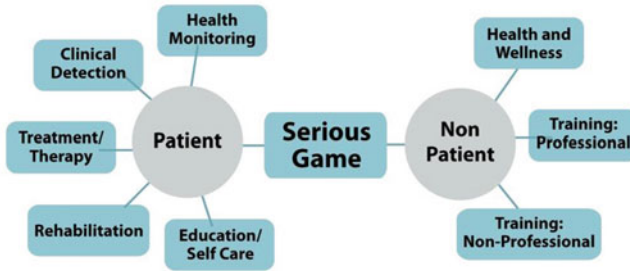 Health
Monitoring
Clinical
Detection
Treatment/
Therapy
Rehabilitation
Education/
Self Care
Patient
Serious
Game
Non
Patient
Health and
Wellness
Training:
Professional
Training:
Non-Professional